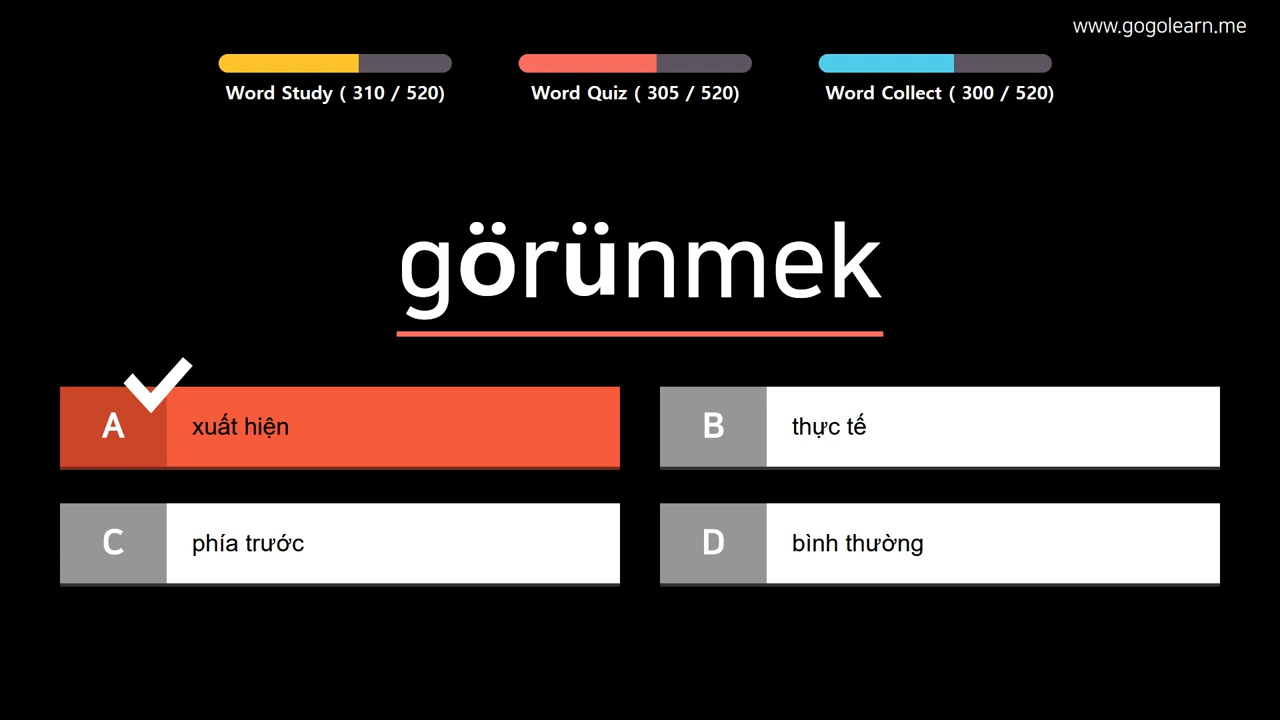 www.gogolearn.me
Word Study ( 310 / 520)
Word Quiz ( 305 / 520)
Word Collect ( 300 / 520)
görünmek
A xuất hiện
B thực tế
C phía trước
D bình thường